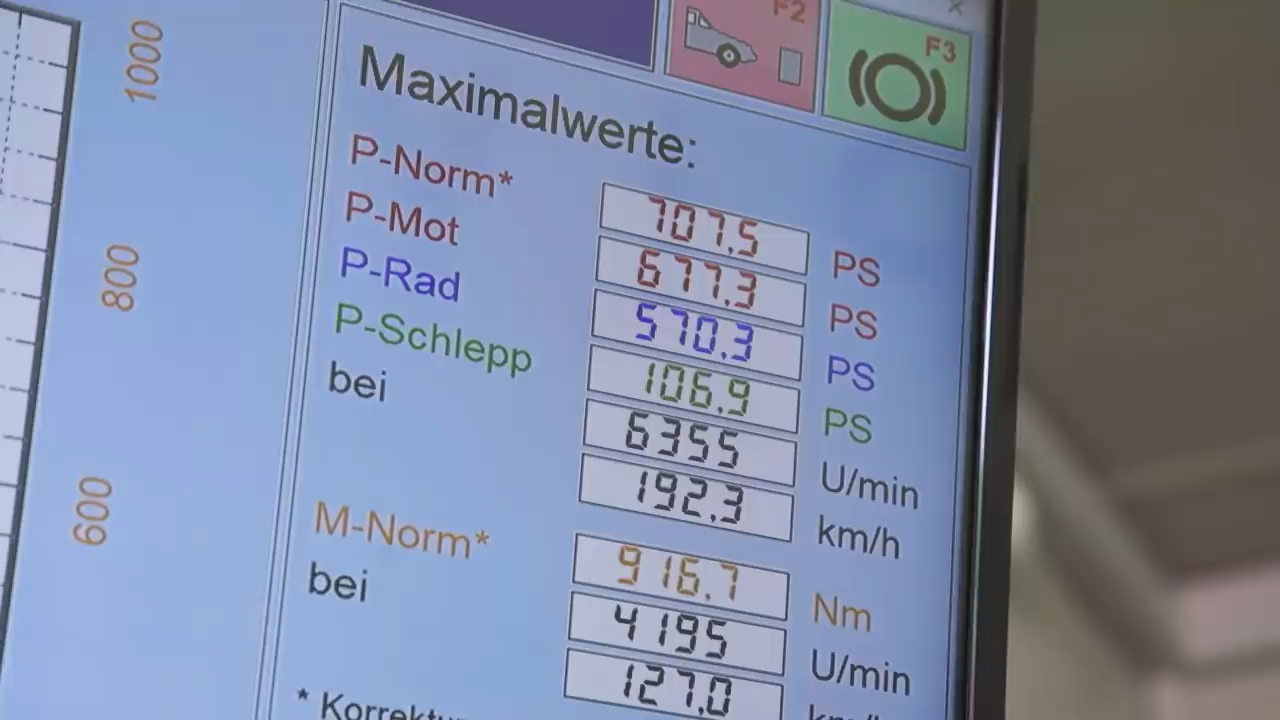 F2
F3
1000
800
600
Maximalwerte:
P-Norm* 707.5 PS
P-Mot 677.3 PS
P-Rad 570.3 PS
P-Schlepp 106.9 PS
bei 6355 U/min
192.3 km/h
M-Norm* 916.7 Nm
bei 4195 U/min
127.0
*